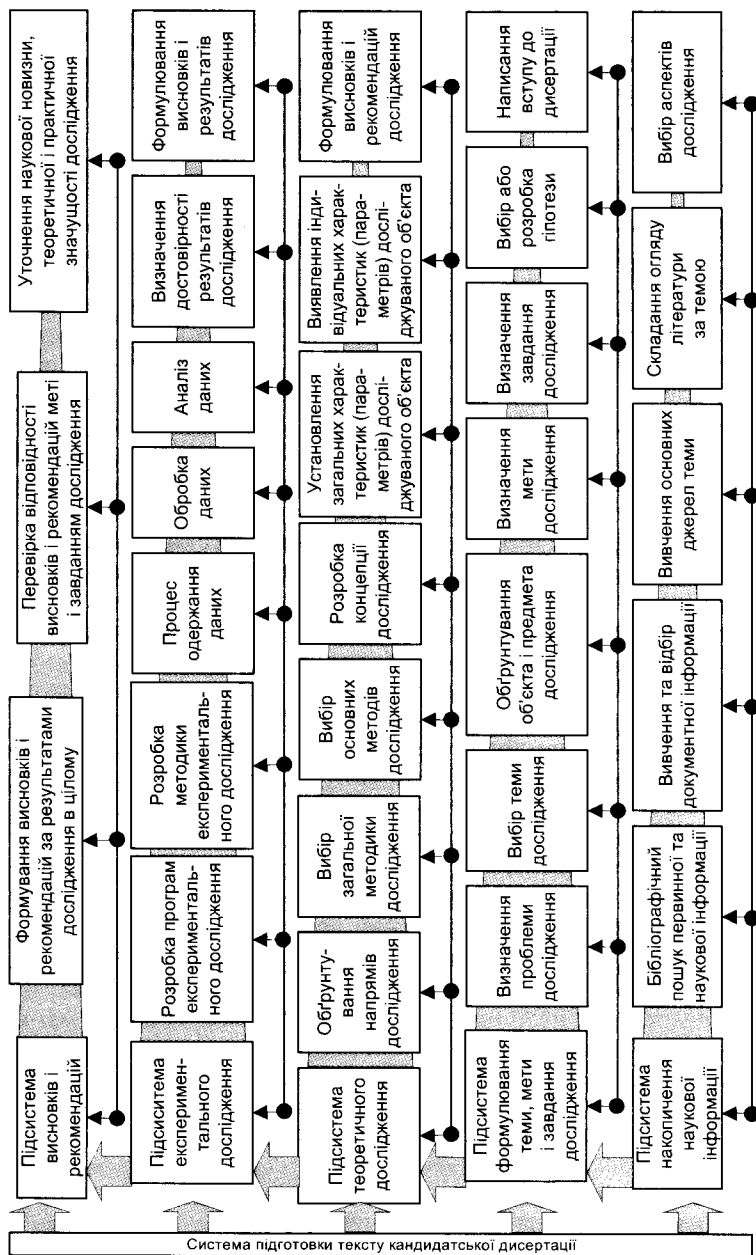 Підсистема
висновків і
рекомендацій
Формування висновків і
рекомендацій за результатами
дослідження в цілому
Перевірка відповідності
висновків і рекомендацій меті
і завданням дослідження
Уточнення наукової новизни,
теоретичної і практичної
значущості дослідження
Підсиситема
експеримен-
тального
дослідження
Розробка програм
експерименталь-
ного дослідження
Розробка
методики
експерименталь-
ного дослідження
Процес
одержання
даних
Обробка
даних
Аналіз
даних
Визначення
достовірності
результатів
дослідження
Формулювання
висновків і
результатів
дослідження
Підсистема
теоретичного
дослідження
Обґрунту-
вання
напрямів
дослідження
Вибір
загальної
методики
дослідження
Вибір
основних
методів
дослідження
Розробка
концепції
дослідження
Установлення
загальних харак-
теристик (пара-
метрів) дослі-
джуваного об'єкта
Виявлення інди-
відуальних харак-
теристик (пара-
метрів) дослі-
джуваного об'єкта
Формулювання
висновків і
рекомендацій
дослідження
Підсистема
формулювання
теми, мети
і завдання
дослідження
Визначення
проблеми
дослідження
Вибір теми
дослідження
Обґрунтування
об'єкта і предмета
дослідження
Визначення
мети
дослідження
Визначення
завдання
дослідження
Вибір або
розробка
гіпотези
Написання
вступу до
дисертації
Підсистема
накопичення
наукової
інформації
Бібліографічний
пошук первинної та
наукової інформації
Вивчення та відбір
документної інформації
Вивчення основних
джерел теми
Складання огляду
літератури
за темою
Вибір аспектів
дослідження
Система підготовки тексту кандидатської дисертації